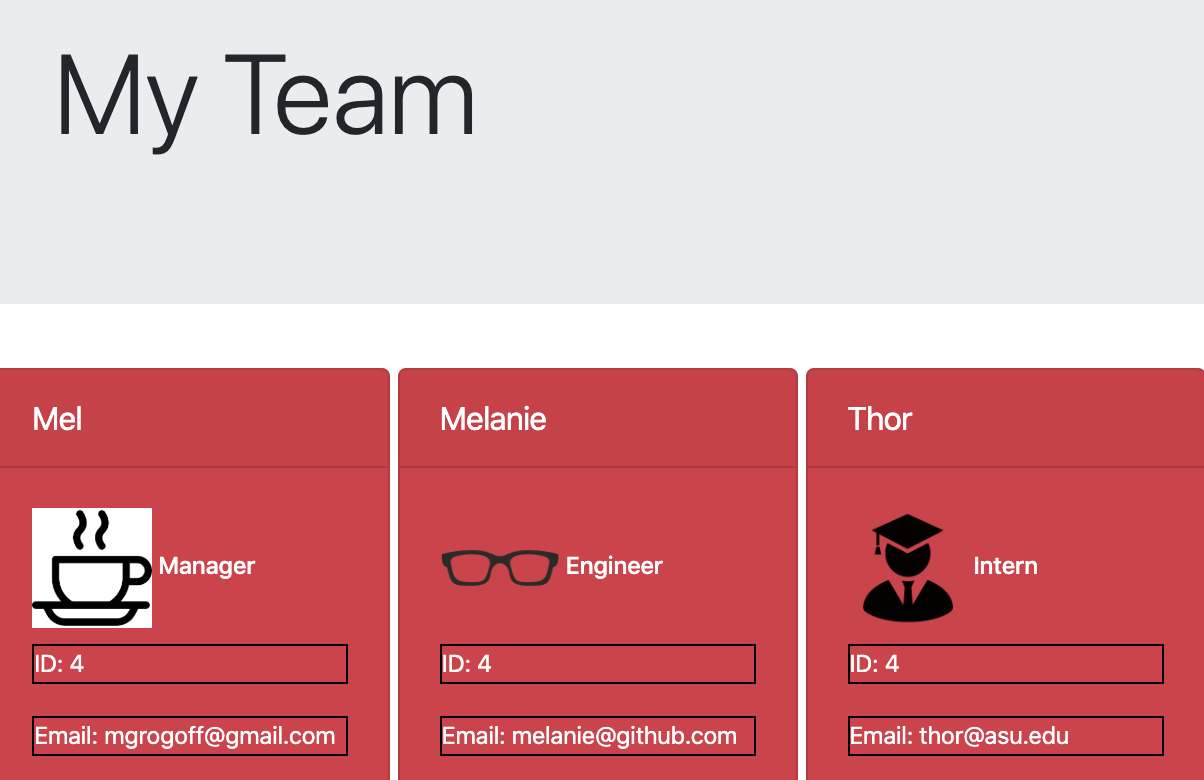 My Team
Mel
Manager
ID: 4
Email: mgrogoff@gmail.com
Melanie
Engineer
ID: 4
Email: melanie@github.com
Thor
Intern
ID: 4
Email: thor@asu.edu